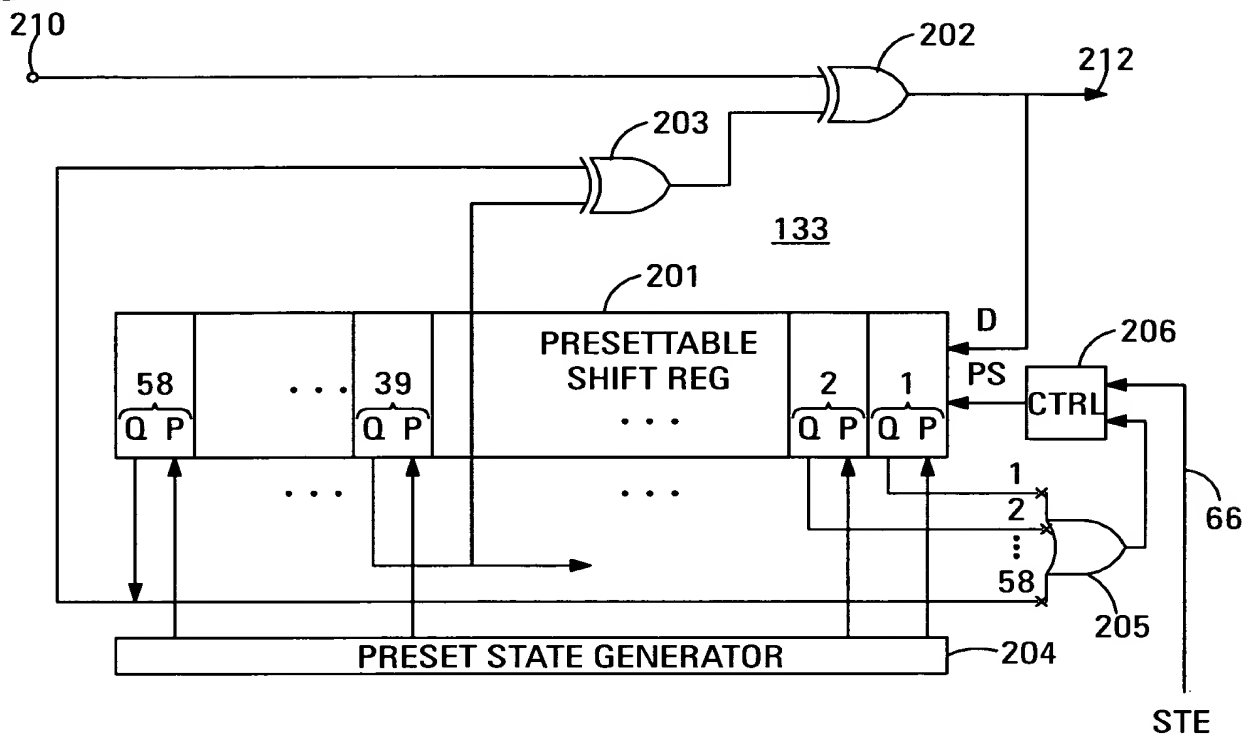 210
202
212
203
133
201
D
206
PRESETTABLE
SHIFT REG
PS
58
. . .
39
2
1
CTRL
Q P
Q P
. . .
Q P
Q P
. . .
. . .
1
2
...
58
66
205
PRESET STATE GENERATOR
204
STE